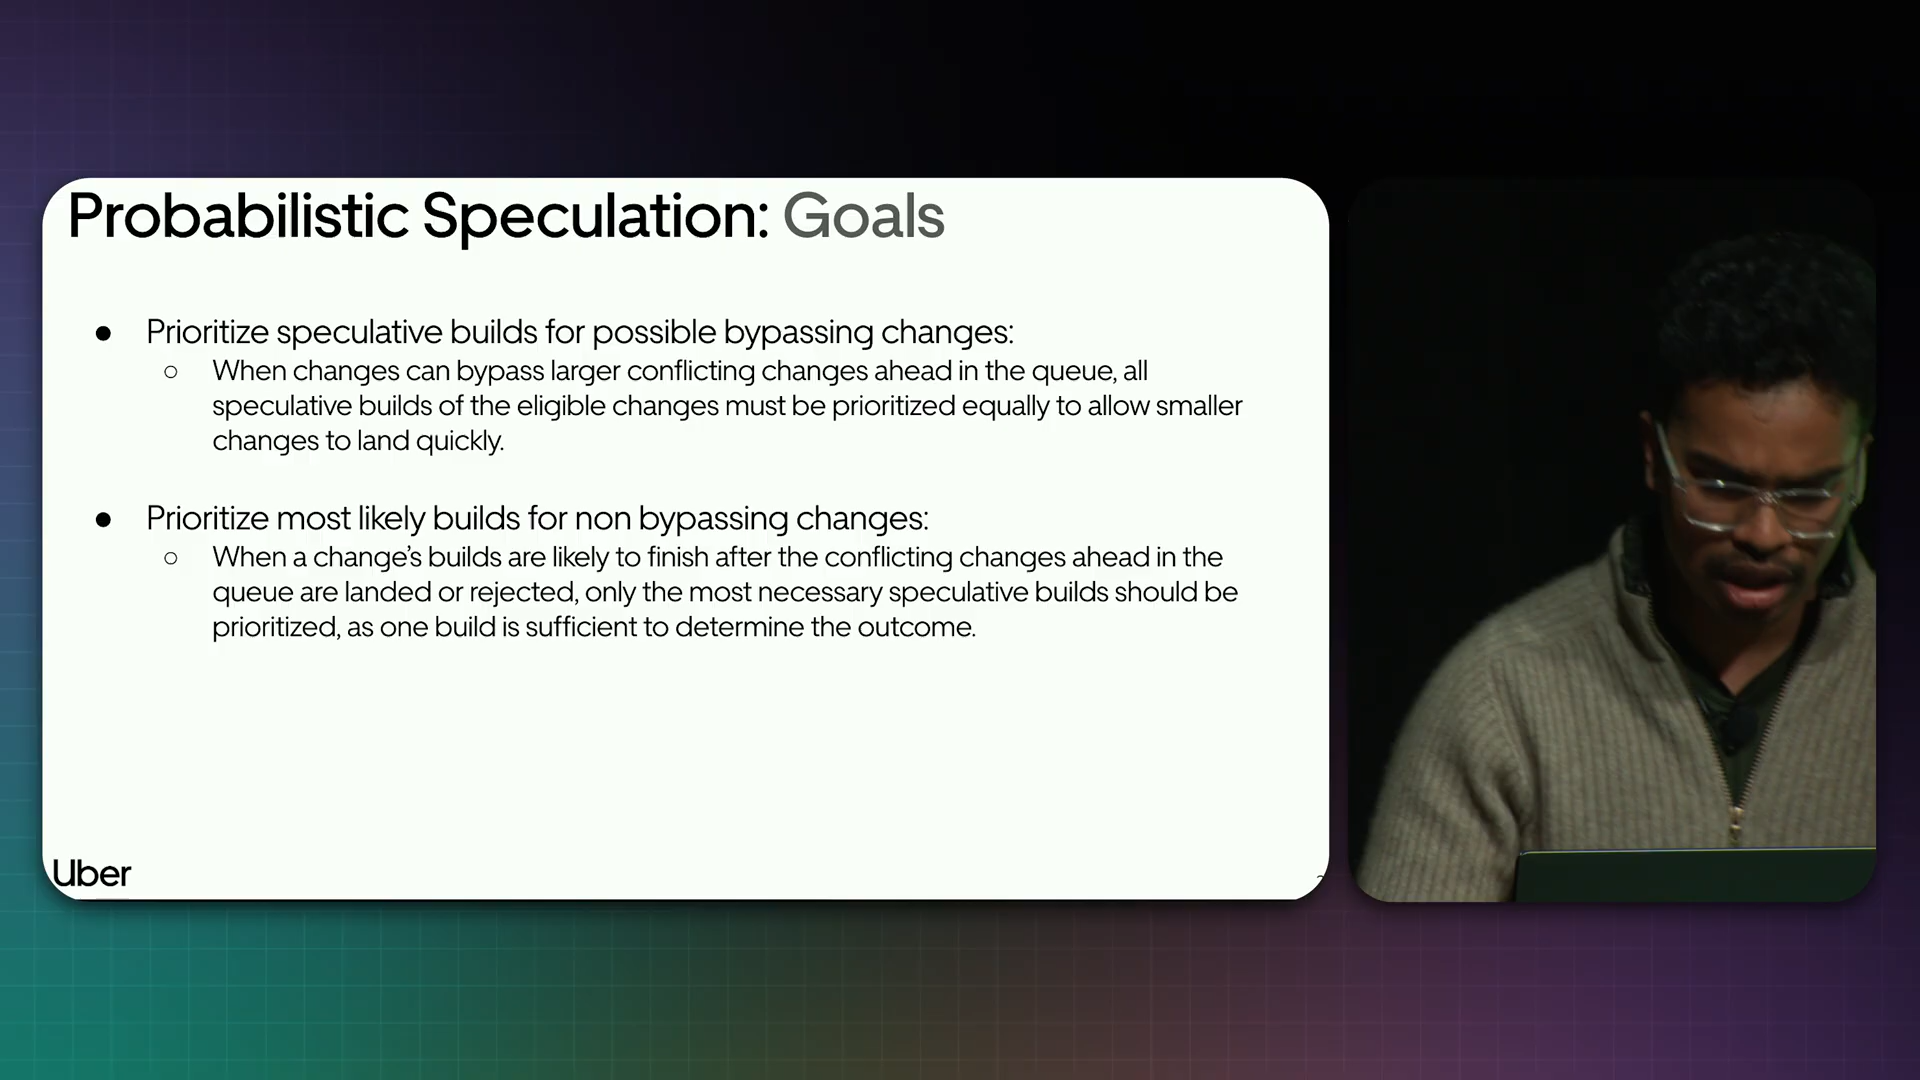 Probabilistic Speculation: Goals
● Prioritize speculative builds for possible bypassing changes:
○ When changes can bypass larger conflicting changes ahead in the queue, all
speculative builds of the eligible changes must be prioritized equally to allow smaller
changes to land quickly.
● Prioritize most likely builds for non bypassing changes:
○ When a change’s builds are likely to finish after the conflicting changes ahead in the
queue are landed or rejected, only the most necessary speculative builds should be
prioritized, as one build is sufficient to determine the outcome.
Uber